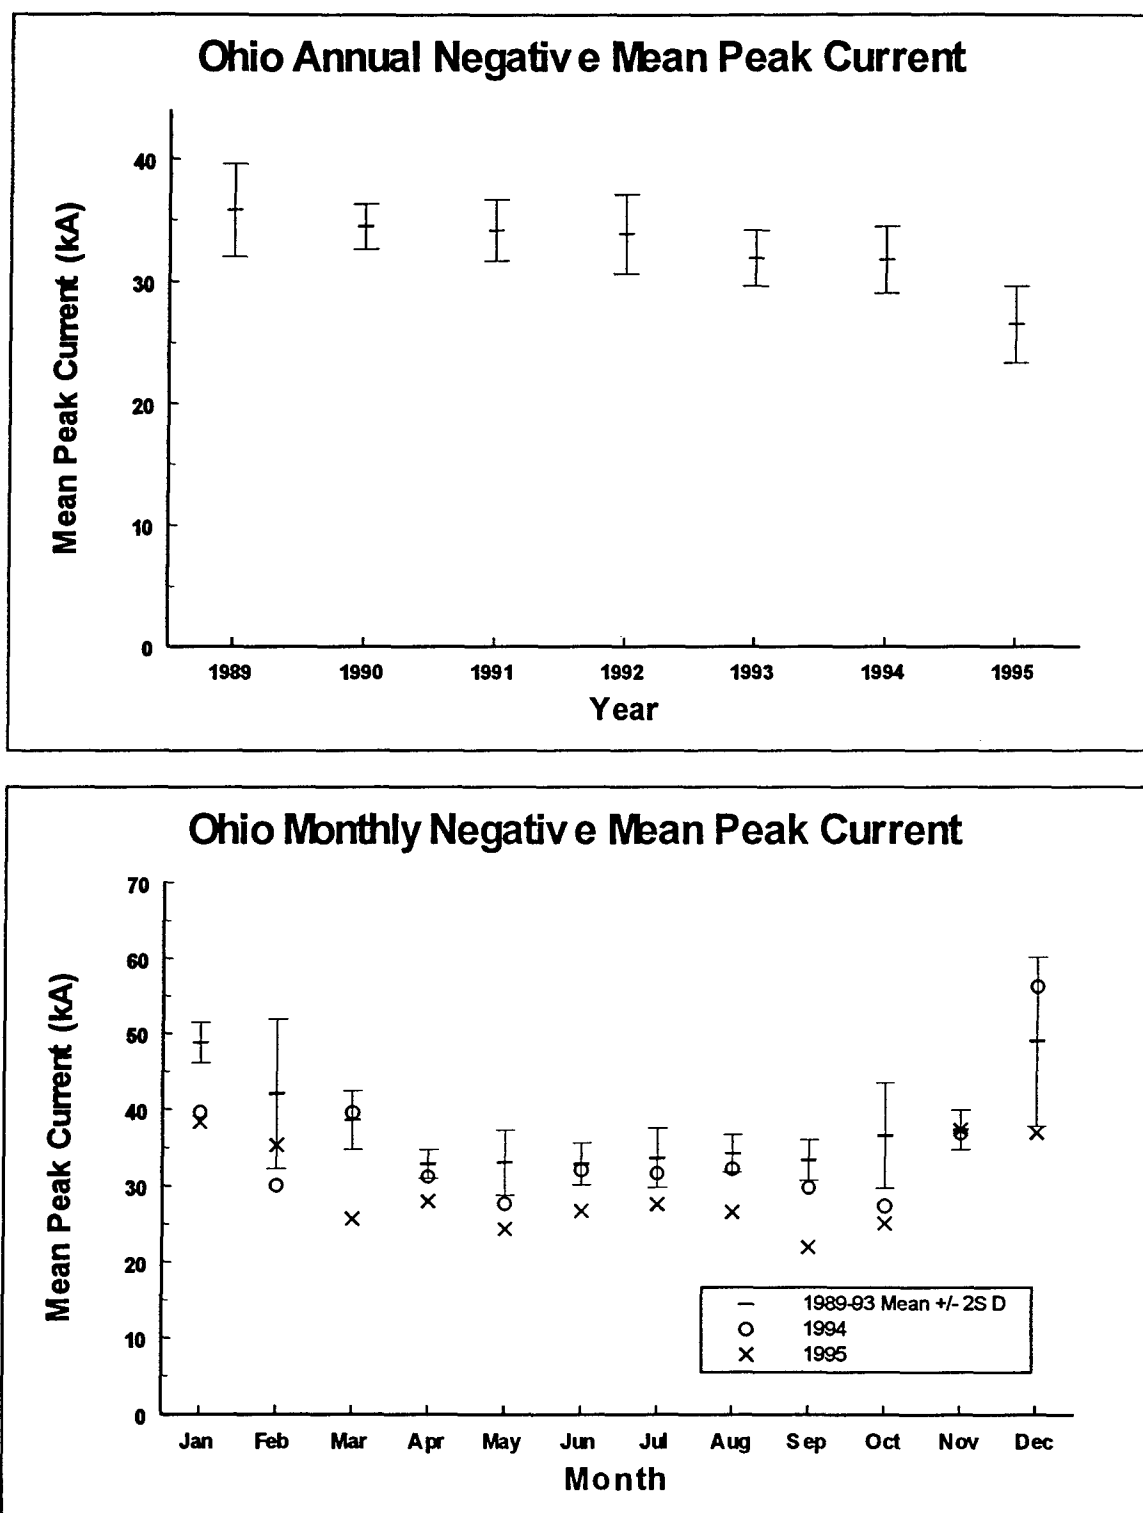 Ohio Annual Negative Mean Peak Current
Mean Peak Current (kA)
40
30
20
10
0
1989 1990 1991 1992 1993 1994 1995
Year
Ohio Monthly Negative Mean Peak Current
Mean Peak Current (kA)
70
60
50
40
30
20
10
0
1989-93 Mean +/- 2SD
1994
1995
Jan Feb Mar Apr May Jun Jul Aug Sep Oct Nov Dec
Month